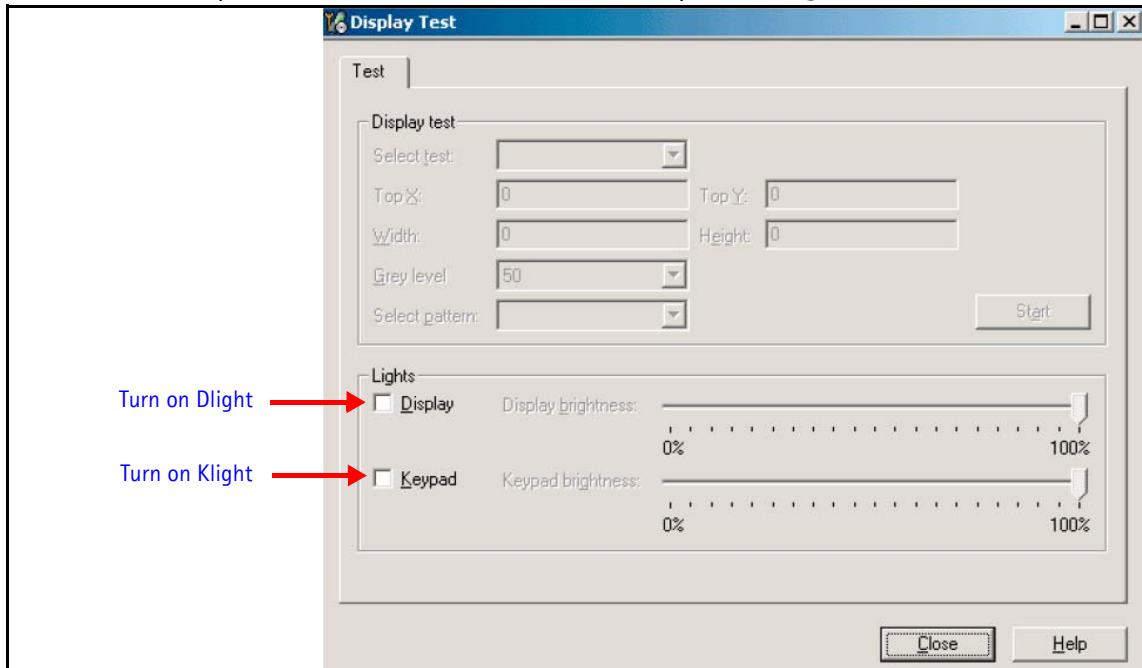 Display Test
Test
Display test
Select test:
Top X: 0 Top Y: 0
Width: 0 Height: 0
Grey level 50
Select pattern:
Start
Lights
Turn on Dlight Display Display brightness:
0% 100%
Turn on Klight Keypad Keypad brightness:
0% 100%
Close Help